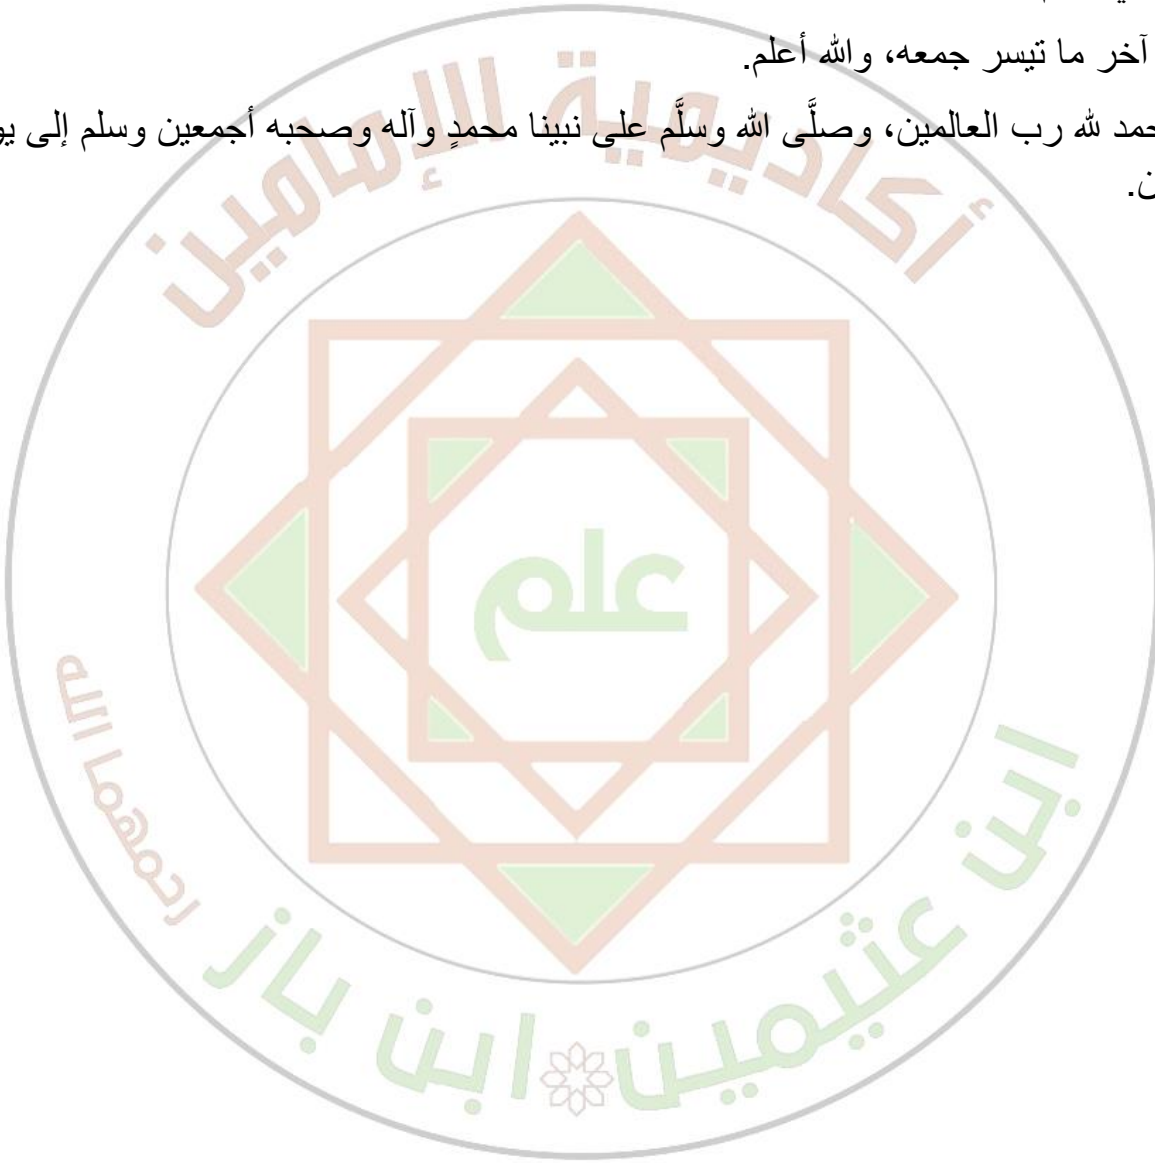 آخر ما تيسر جمعه، والله أعلم.
حمد لله رب العالمين، وصلَّى الله وسلَّم على نبينا محمدٍ وآله وصحبه أجمعين وسلم إلى يو
ن.
أكاديمية الإمامين
علم
ابن عثيمين ابن باز
رحمهما الله